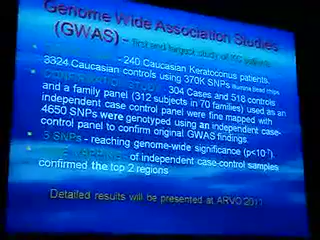 Genome Wide Association Studies
(GWAS) – first and largest study of KC patients
- 240 Caucasian Keratoconus patients,
3324 Caucasian controls using 370K SNPs Illumina bead chips
- 304 Cases and 518 controls
and a family panel (312 subjects in 70 families) used as an
independent case control panel were fine mapped with
4650 SNPs were genotyped using an independent case-
control panel to confirm original GWAS findings.
3 SNPs - reaching genome-wide significance (p<10⁻⁷).
of independent case-control samples
confirmed the top 2 regions
Detailed results will be presented at ARVO 2011